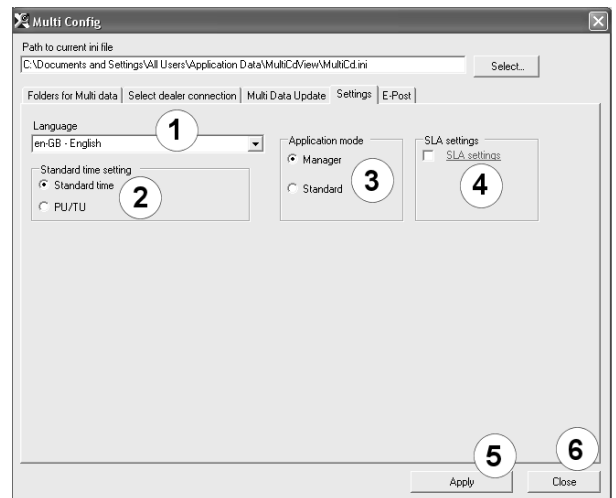 Multi Config
Path to current ini file
C:\Documents and Settings\All Users\Application Data\MultiCdView\MultiCd.ini
Select...
Folders for Multi data Select dealer connection Multi Data Update Settings E-Post
Language
1
en-GB - English
Standard time setting
Standard time
PU/TU
2
Application mode
Manager
Standard
3
SLA settings
SLA settings
4
5
6
Apply
Close